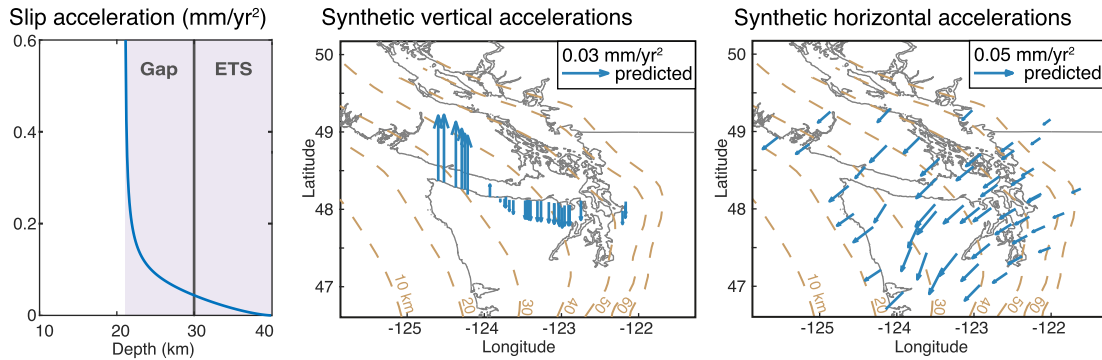 Slip acceleration (mm/yr²)
0.6
0.4
0.2
0
Gap
ETS
10
20
30
40
Depth (km)
Synthetic vertical accelerations
0.03 mm/yr²
predicted
50
49
48
47
Latitude
10 km
20
30
40
50
60
-125
-124
-123
-122
Longitude
Synthetic horizontal accelerations
0.05 mm/yr²
predicted
50
49
48
47
Latitude
10 km
20
30
40
50
60
-125
-124
-123
-122
Longitude